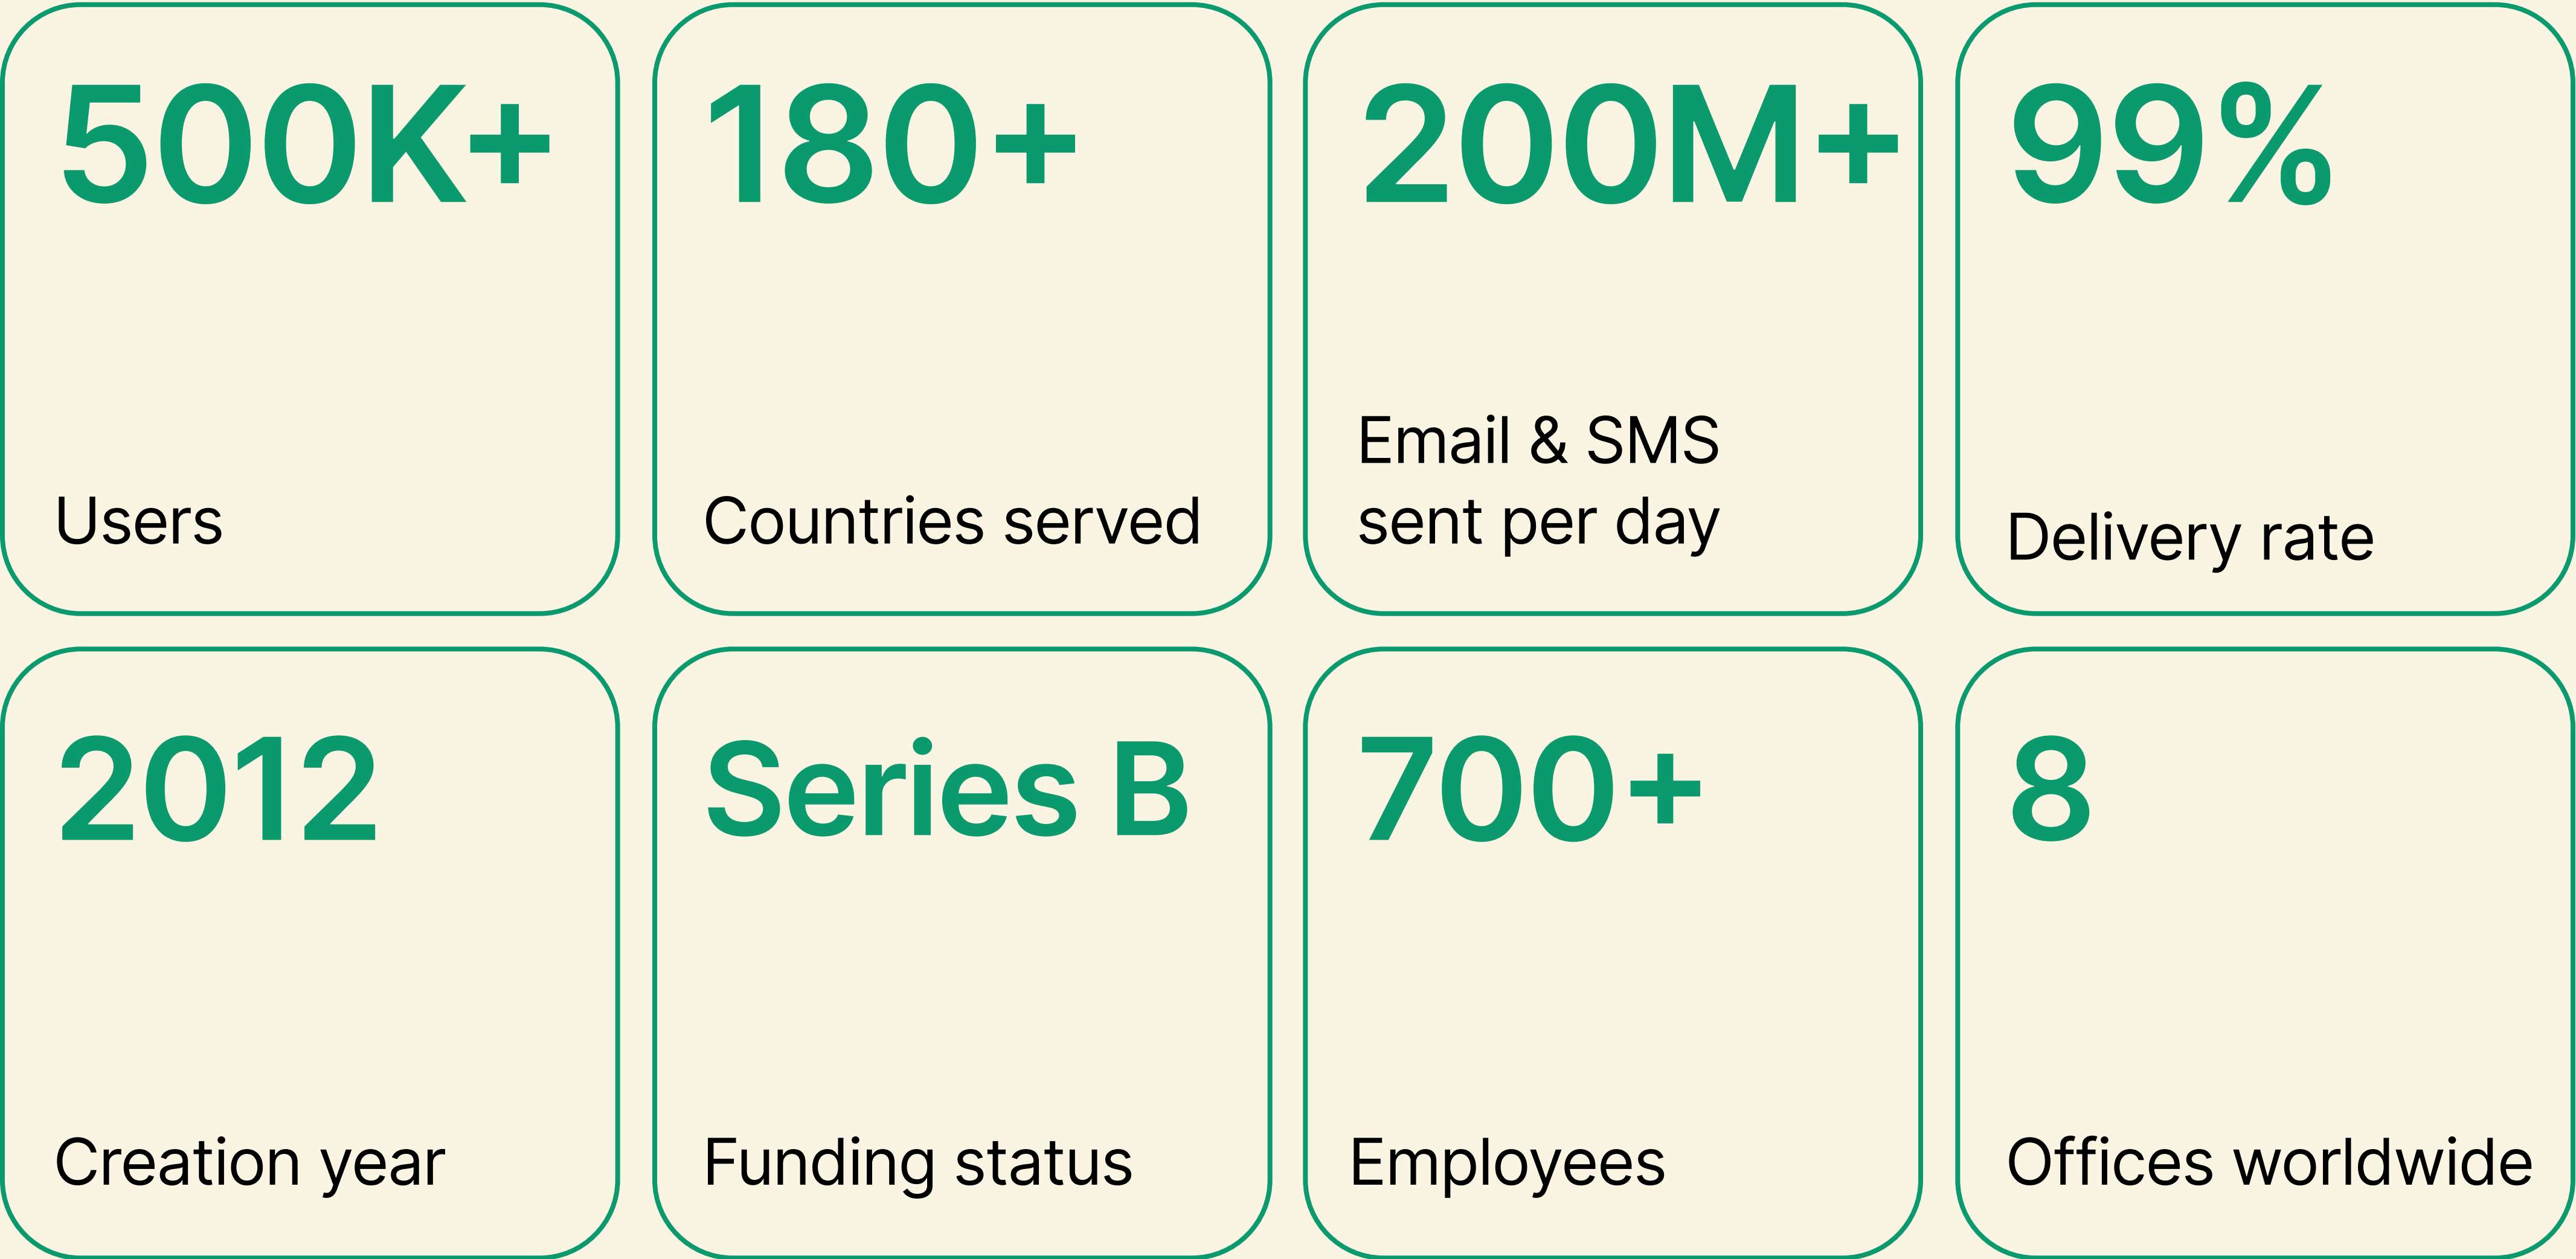 500K+
Users
180+
Countries served
200M+
Email & SMS
sent per day
99%
Delivery rate
2012
Creation year
Series B
Funding status
700+
Employees
8
Offices worldwide